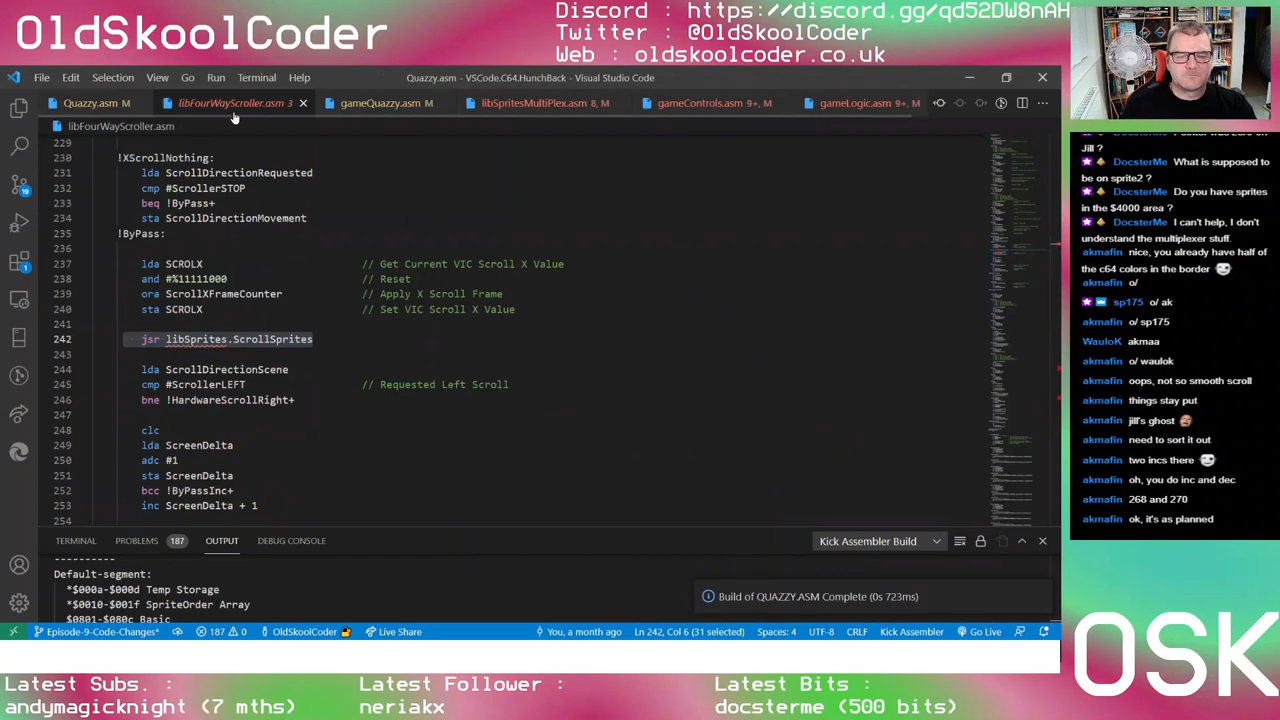 OldSkoolCoder
Discord : https://discord.gg/qd52DW8nAH
Twitter : @OldSkoolCoder
Web : oldskoolcoder.co.uk
File Edit Selection View Go Run Terminal Help
Quazzy.asm - VSCode.C64.HunchBack - Visual Studio Code
Quazzy.asm M
libFourWayScroller.asm 3
gameQuazzy.asm M
libSpritesMultiPlex.asm 8, M
gameControls.asm 9+, M
gameLogic.asm 9+, M
libFourWayScroller.asm
229
230 !XScrollNothing:
231 lda ScrollDirectionRequested
232 cmp #ScrollerSTOP
233 beq !ByPass+
234 sta ScrollDirectionMovement
235 !ByPass:
236
237 lda SCROLX // Get Current VIC Scroll X Value
238 and #%11111000 // Reset
239 ora ScrollXFrameCounter // Apply X Scroll Frame
240 sta SCROLX // Set VIC Scroll X Value
241
242 jsr libSprites.ScrollSprites
243
244 lda ScrollDirectionScene
245 cmp #ScrollerLEFT // Requested Left Scroll
246 bne !HardwareScrollRight+
247
248 clc
249 lda ScreenDelta
250 adc #1
251 sta ScreenDelta
252 bcc !ByPassInc+
253 inc ScreenDelta + 1
254
19
1
TERMINAL PROBLEMS 187 OUTPUT DEBUG CONSOLE
Kick Assembler Build
Default-segment:
*$000a-$000d Temp Storage
*$0010-$001f SpriteOrder Array
$0801-$080c Basic
Build of QUAZZY.ASM Complete (0s 723ms)
Episode-9-Code-Changes* 187 0 OldSkoolCoder Live Share
You, a month ago Ln 242, Col 6 (31 selected) Spaces: 4 UTF-8 CRLF Kick Assembler Go Live
Jill ?
DocsterMe What is supposed
be on sprite2 ?
DocsterMe Do you have sprites
in the $4000 area ?
DocsterMe I can't help, I don't
understand the multiplexer stuff.
akmafin nice, you already have half of
the c64 colors in the border
akmafin o/
sp175 o/ ak
akmafin o/ sp175
WauloK akmaa
akmafin o/ waulok
akmafin oops, not so smooth scroll
akmafin things stay put
akmafin jill's ghost
akmafin need to sort it out
akmafin two incs there
akmafin oh, you do inc and dec
akmafin 268 and 270
akmafin ok, it's as planned
OSK
Latest Subs. :
andymagicknight (7 mths)
Latest Follower :
neriakx
Latest Bits :
docsterme (500 bits)